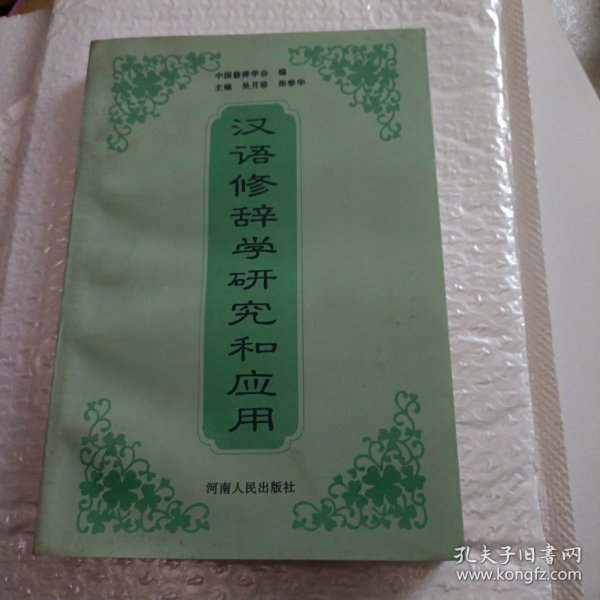 中国修辞学会 编
主编 吴月珍 柴春华
汉语修辞学研究和应用
河南人民出版社
孔夫子旧书网
www.kongfz.com